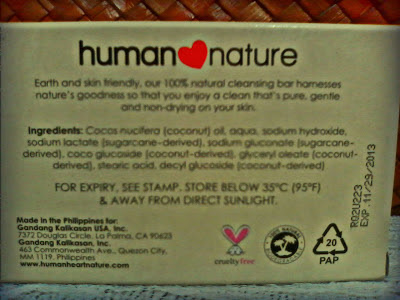 human nature
Earth and skin friendly, our 100% natural cleansing bar harnesses
nature's goodness so that you enjoy a clean that's pure, gentle
and non-drying on your skin.
Ingredients: Cocos nucifera (coconut) oil, aqua, sodium hydroxide,
sodium lactate (sugarcane-derived), sodium gluconate (sugarcane-
derived), coco glucoside (coconut-derived), glyceryl oleate (coconut-
derived), stearic acid, decyl glucoside (coconut-derived)
FOR EXPIRY, SEE STAMP. STORE BELOW 35°C (95°F)
& AWAY FROM DIRECT SUNLIGHT.
R02U223
EXP. 11/29/2013
Made in the Philippines for:
Gandang Kalikasan USA, Inc.
7372 Douglas Circle, La Palma, CA 90623
Gandang Kalikasan, Inc.
463 Commonwealth Ave., Quezon City,
MM 1119, Philippines
www.humanheartnature.com
crueltyfree
100% NATURAL
20
PAP